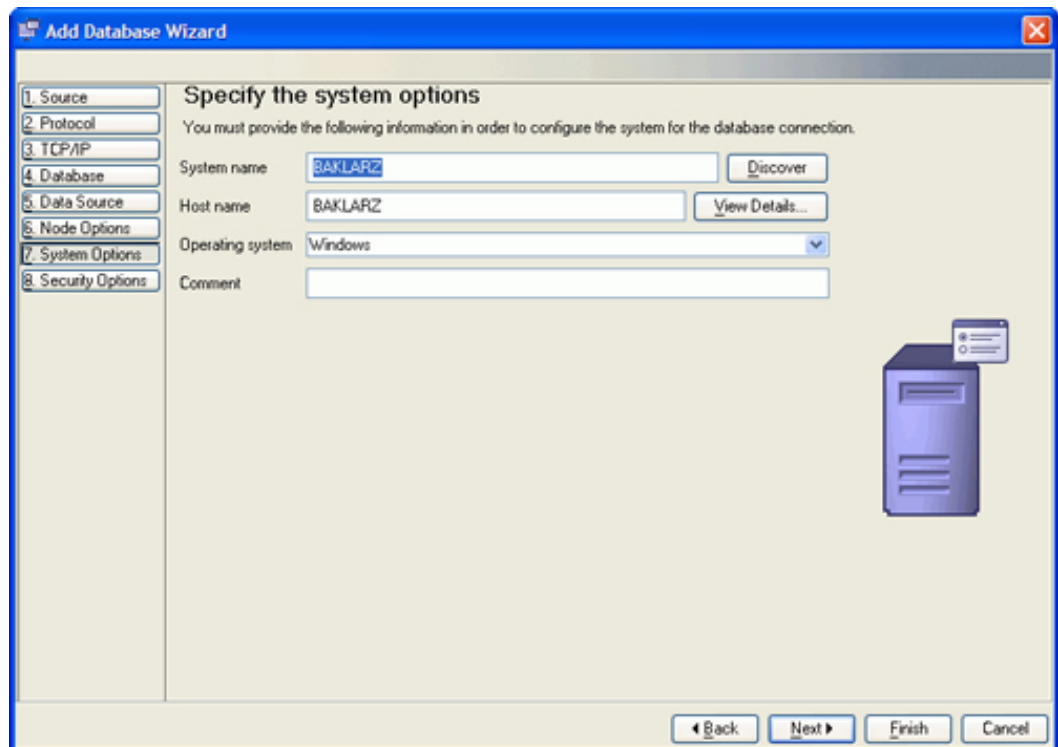 Add Database Wizard
1. Source
2. Protocol
3. TCP/IP
4. Database
5. Data Source
6. Node Options
7. System Options
8. Security Options
Specify the system options
You must provide the following information in order to configure the system for the database connection.
System name BAKLARZ Discover
Host name BAKLARZ View Details...
Operating system Windows
Comment
Back Next Finish Cancel